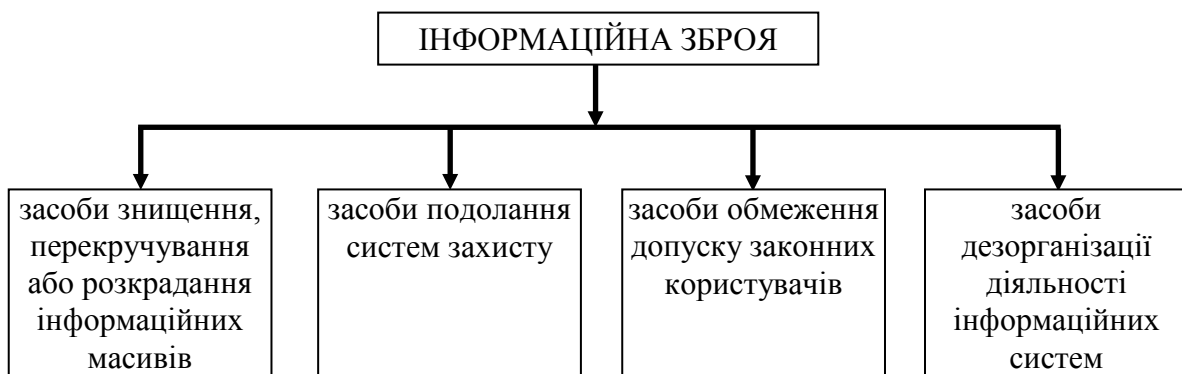 ІНФОРМАЦІЙНА ЗБРОЯ
засоби знищення,
перекручування
або розкрадання
інформаційних
масивів
засоби подолання
систем захисту
засоби обмеження
допуску законних
користувачів
засоби
дезорганізації
діяльності
інформаційних
систем